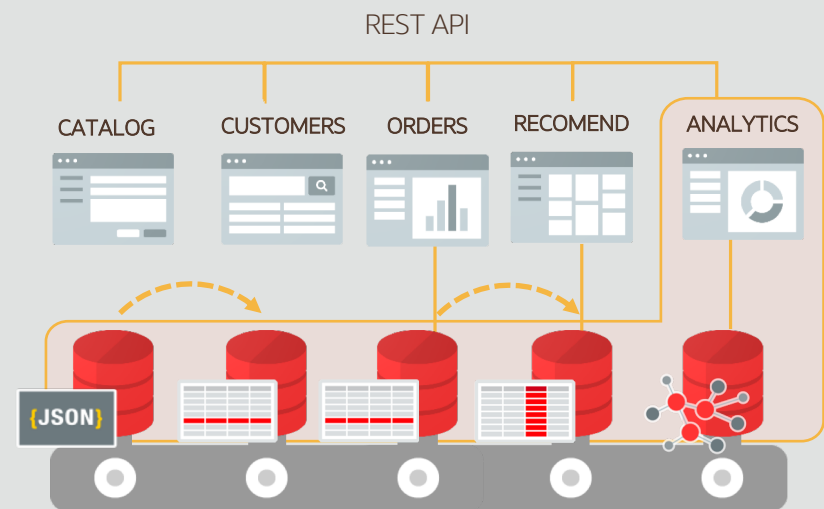 REST API
CATALOG
CUSTOMERS
ORDERS
RECOMEND
ANALYTICS
{JSON}